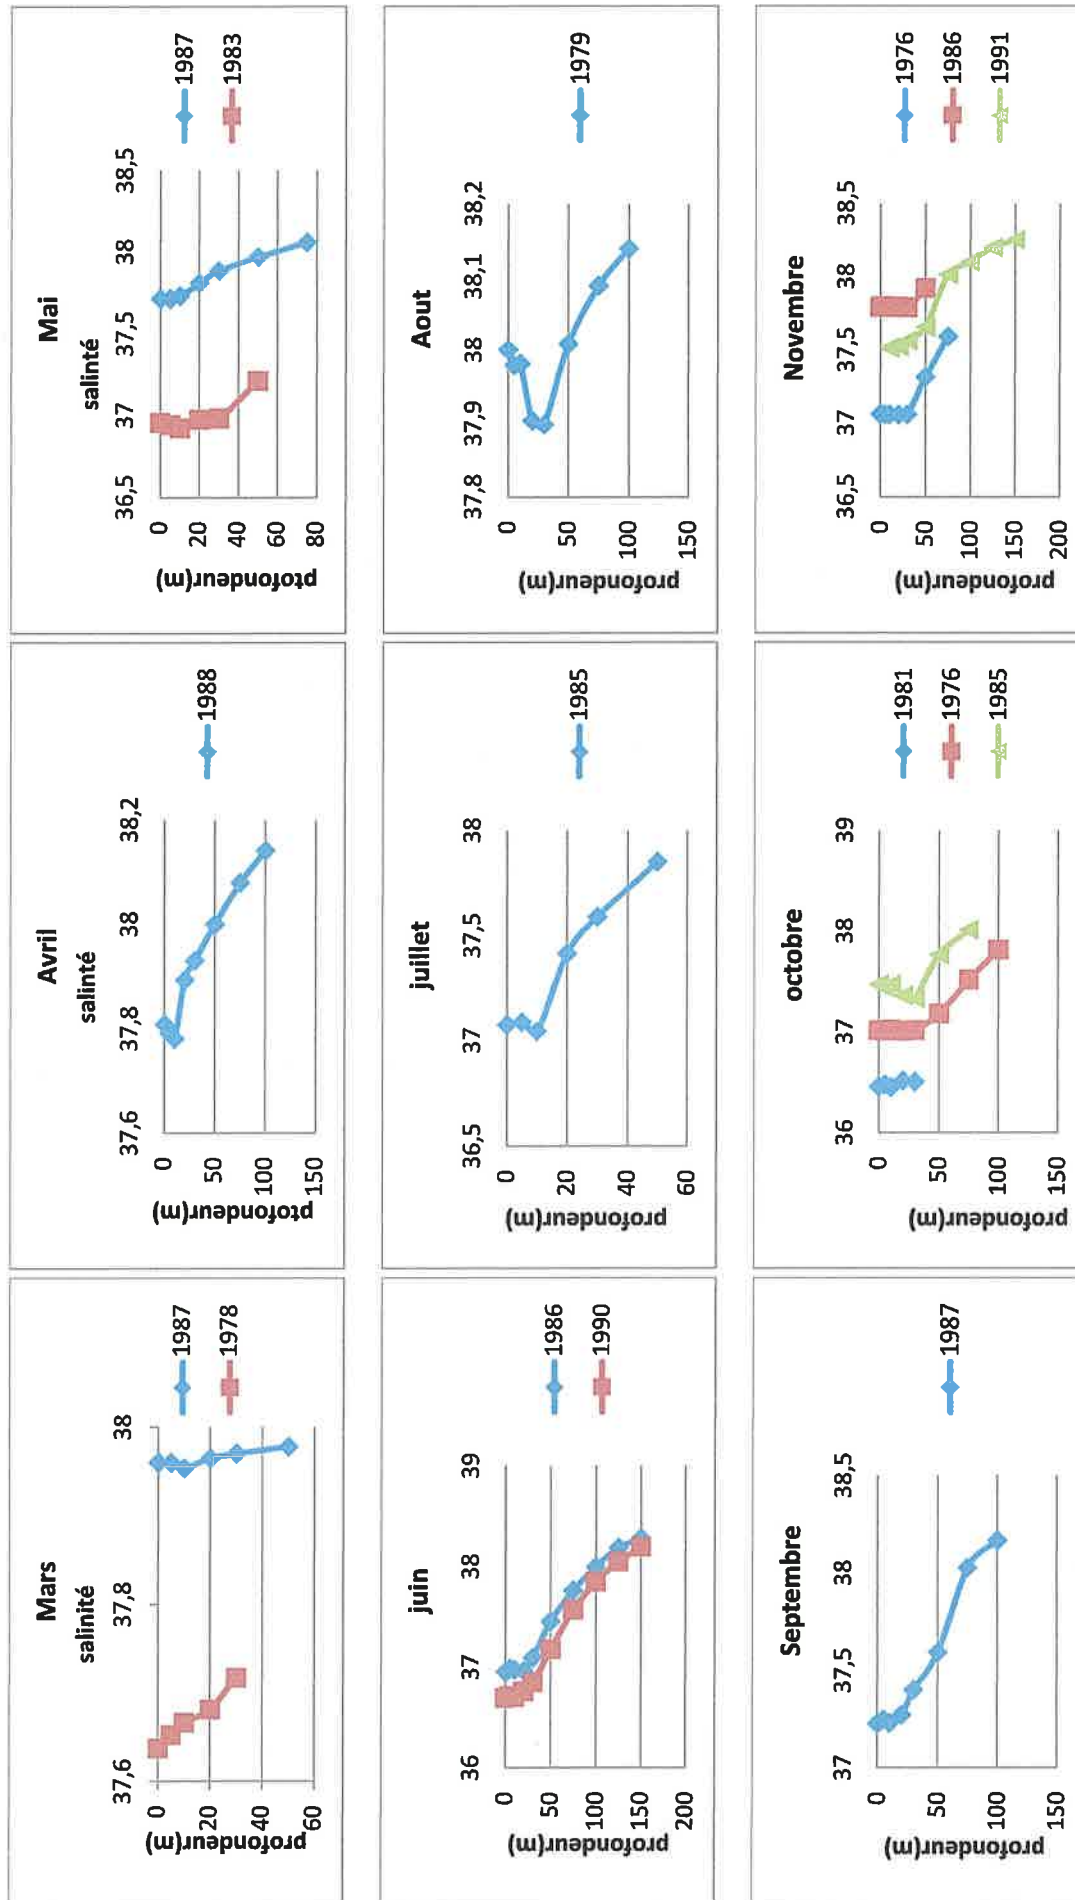 Mars
salinité
37,6 37,8 38
0
20
40
60
profondeur(m)
1987
1978
Avril
salinté
37,6 37,8 38 38,2
0
50
100
150
ptofondeur(m)
1988
Mai
salinté
36,5 37 37,5 38 38,5
0
20
40
60
80
ptofondeur(m)
1987
1983
juin
36 37 38 39
0
50
100
150
200
profondeur(m)
1986
1990
juillet
36,5 37 37,5 38
0
20
40
60
profondeur(m)
1985
Aout
37,8 37,9 38 38,1 38,2
0
50
100
150
profondeur(m)
1979
Septembre
37 37,5 38 38,5
0
50
100
150
profondeur(m)
1987
octobre
36 37 38 39
0
50
100
150
profondeur(m)
1981
1976
1985
Novembre
36,5 37 37,5 38 38,5
0
50
100
150
200
profondeur(m)
1976
1986
1991